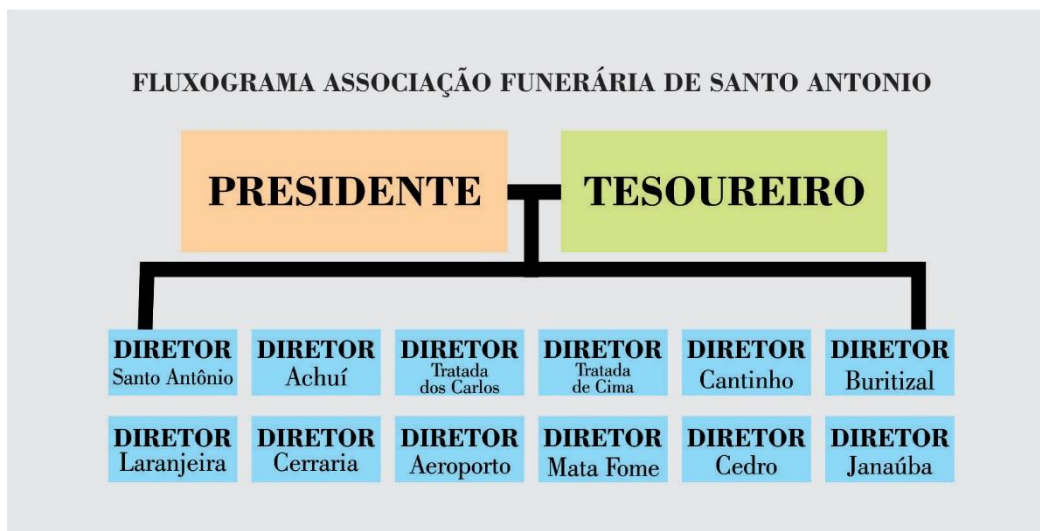 FLUXOGRAMA ASSOCIAÇÃO FUNERÁRIA DE SANTO ANTONIO
PRESIDENTE
TESOUREIRO
DIRETOR
Santo Antônio
DIRETOR
Achuí
DIRETOR
Tratada
dos Carlos
DIRETOR
Tratada
de Cima
DIRETOR
Cantinho
DIRETOR
Buritizal
DIRETOR
Laranjeira
DIRETOR
Cerraria
DIRETOR
Aeroporto
DIRETOR
Mata Fome
DIRETOR
Cedro
DIRETOR
Janaúba